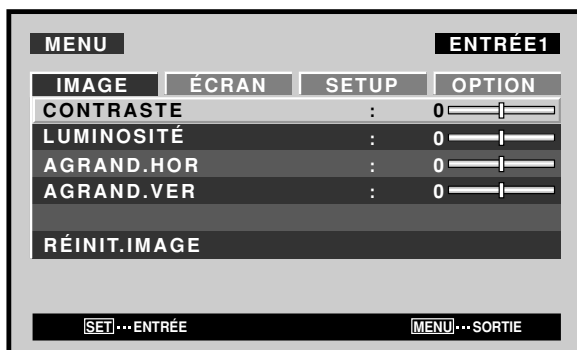 MENU ENTRÉE1
IMAGE ÉCRAN SETUP OPTION
CONTRASTE : 0
LUMINOSITÉ : 0
AGRAND.HOR : 0
AGRAND.VER : 0
RÉINIT.IMAGE
SET···ENTRÉE MENU···SORTIE